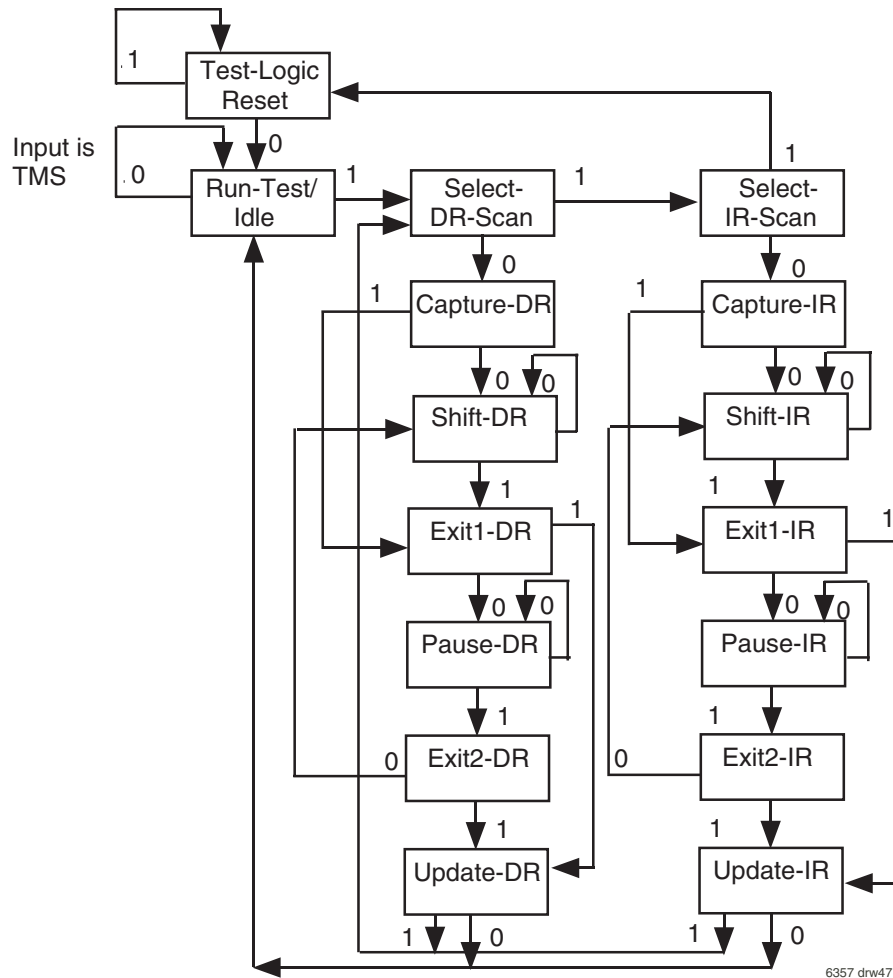 .1
Test-Logic
Reset
0
Input is
TMS
.0
Run-Test/
Idle
1
Select-
DR-Scan
1
Select-
IR-Scan
1
0
0
1
Capture-DR
1
Capture-IR
0
0
0
0
Shift-DR
Shift-IR
1
1
Exit1-DR
1
Exit1-IR
1
0
0
0
0
Pause-DR
Pause-IR
1
1
0
Exit2-DR
0
Exit2-IR
1
1
Update-DR
Update-IR
1
0
1
0
6357 drw47